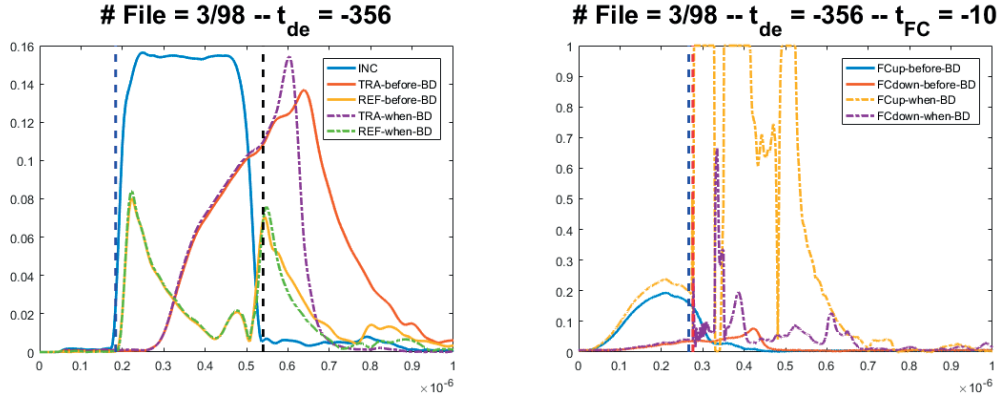 # File = 3/98 -- t_de = -356
0.16
0.14
0.12
0.1
0.08
0.06
0.04
0.02
0
INC
TRA-before-BD
REF-before-BD
TRA-when-BD
REF-when-BD
0 0.1 0.2 0.3 0.4 0.5 0.6 0.7 0.8 0.9 1
×10^-6
# File = 3/98 -- t_de = -356 -- t_FC = -10
1
0.9
0.8
0.7
0.6
0.5
0.4
0.3
0.2
0.1
0
FCup-before-BD
FCdown-before-BD
FCup-when-BD
FCdown-when-BD
0 0.1 0.2 0.3 0.4 0.5 0.6 0.7 0.8 0.9 1
×10^-6